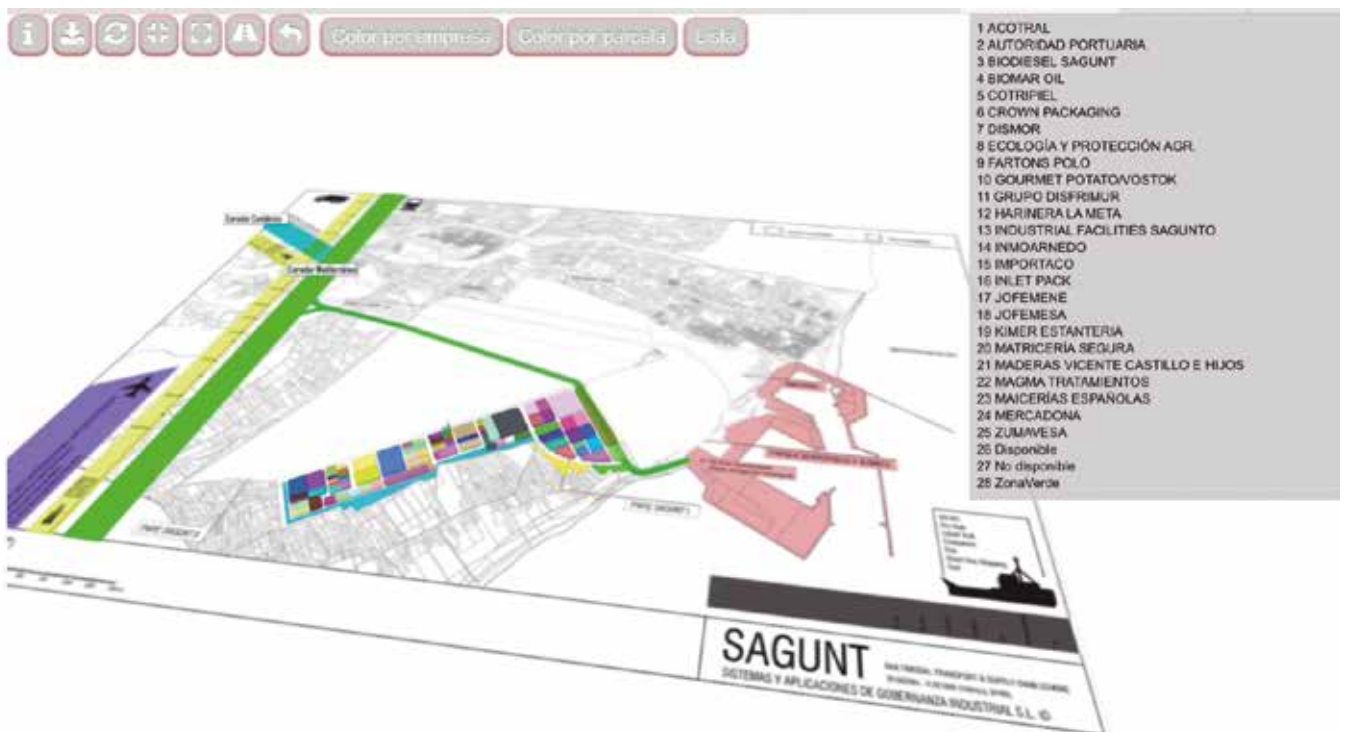 Color por empresa
Color por parcela
Lista
1 ACOTRAL
2 AUTORIDAD PORTUARIA
3 BIODIESEL SAGUNT
4 BIOMAR OIL
5 COTRIPIEL
6 CROWN PACKAGING
7 DISMOR
8 ECOLOGÍA Y PROTECCIÓN AGR.
9 FARTONS POLO
10 GOURMET POTATO/VOSTOK
11 GRUPO DISFRIMUR
12 HARINERA LA META
13 INDUSTRIAL FACILITIES SAGUNTO
14 INMOARNEDO
15 IMPORTACO
16 INLET PACK
17 JOFEMENE
18 JOFEMESA
19 KIMER ESTANTERIA
20 MATRICERÍA SEGURA
21 MADERAS VICENTE CASTILLO E HIJOS
22 MAGMA TRATAMIENTOS
23 MAICERÍAS ESPAÑOLAS
24 MERCADONA
25 ZUMAVESA
26 Disponible
27 No disponible
28 ZonaVerde
Corredor Cantábrico
Corredor Mediterráneo
PARC SAGUNT 1
PARC SAGUNT 2
SAGUNT
SISTEMAS Y APLICACIONES DE GOBERNANZA INDUSTRIAL S.L. ©